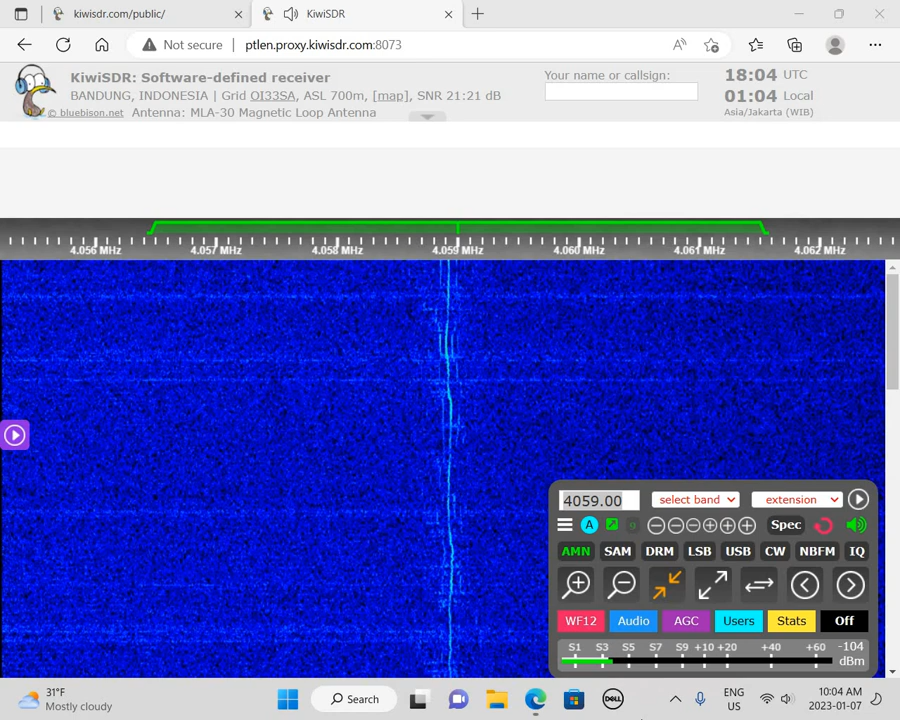 kiwisdr.com/public/
KiwiSDR
Not secure
ptlen.proxy.kiwisdr.com:8073
KiwiSDR: Software-defined receiver
BANDUNG, INDONESIA | Grid OI33SA, ASL 700m, [map], SNR 21:21 dB
© bluebison.net Antenna: MLA-30 Magnetic Loop Antenna
Your name or callsign:
18:04 UTC
01:04 Local
Asia/Jakarta (WIB)
4.056 MHz 4.057 MHz 4.058 MHz 4.059 MHz 4.060 MHz 4.061 MHz 4.062 MHz
4059.00 select band extension
A 9 Spec
AMN SAM DRM LSB USB CW NBFM IQ
WF12 Audio AGC Users Stats Off
S1 S3 S5 S7 S9 +10 +20 +40 +60 -104
dBm
31°F
Mostly cloudy
Search
DELL
ENG
US
10:04 AM
2023-01-07